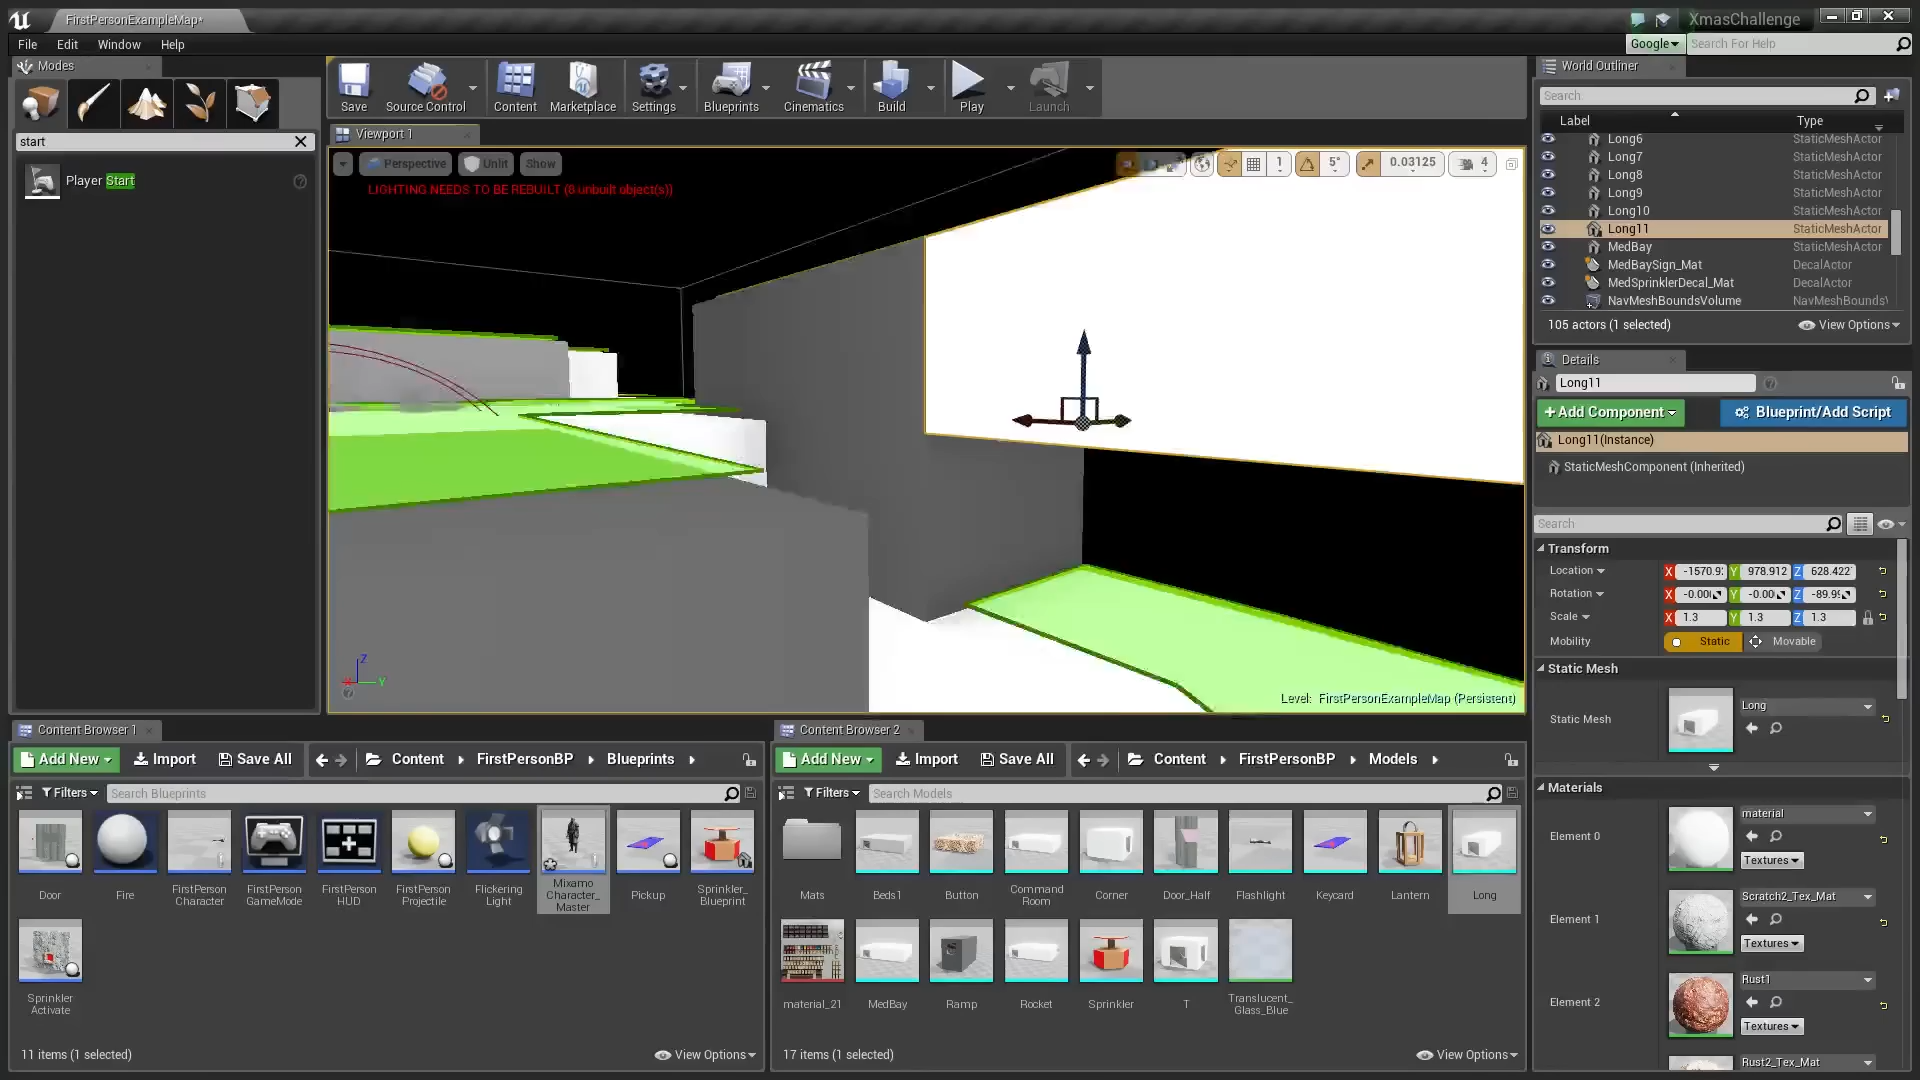 FirstPersonExampleMap*
XmasChallenge
File Edit Window Help
Google
Search For Help
Modes
start
Player Start
Save
Source Control
Content
Marketplace
Settings
Blueprints
Cinematics
Build
Play
Launch
Viewport 1
Perspective
Unlit
Show
1
5°
0.03125
4
LIGHTING NEEDS TO BE REBUILT (8 unbuilt object(s))
Z
X
Y
Level: FirstPersonExampleMap (Persistent)
World Outliner
Search
Label Type
Long6 StaticMeshActor
Long7 StaticMeshActor
Long8 StaticMeshActor
Long9 StaticMeshActor
Long10 StaticMeshActor
Long11 StaticMeshActor
MedBay StaticMeshActor
MedBaySign_Mat DecalActor
MedSprinklerDecal_Mat DecalActor
NavMeshBoundsVolume NavMeshBoundsV
105 actors (1 selected)
View Options
Details
Long11
+Add Component
Blueprint/Add Script
Long11(Instance)
StaticMeshComponent (Inherited)
Search
Transform
Location X -1570.9 Y 978.912 Z 628.422
Rotation X -0.00 Y -0.00 Z -89.9
Scale X 1.3 Y 1.3 Z 1.3
Mobility Static Movable
Static Mesh
Static Mesh Long
Materials
Element 0 material
Textures
Element 1 Scratch2_Tex_Mat
Textures
Element 2 Rust1
Textures
Rust2_Tex_Mat
Content Browser 1
Add New Import Save All Content FirstPersonBP Blueprints
Filters Search Blueprints
Door
Fire
FirstPerson
Character
FirstPerson
GameMode
FirstPerson
HUD
FirstPerson
Projectile
Flickering
Light
Mixamo
Character_
Master
Pickup
Sprinkler_
Blueprint
Sprinkler
Activate
11 items (1 selected)
View Options
Content Browser 2
Add New Import Save All Content FirstPersonBP Models
Filters Search Models
Mats
Beds1
Button
Command
Room
Corner
Door_Half
Flashlight
Keycard
Lantern
Long
material_21
MedBay
Ramp
Rocket
Sprinkler
T
Translucent_
Glass_Blue
17 items (1 selected)
View Options